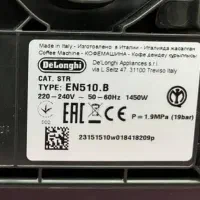 DeLonghi
Made in Italy - Изготовлено в Италии - Италияда жасалған
Coffee Machine - КОФЕМАШИНА - Кофе дайындау құрылғысы
De'Longhi Appliances s.r.l.
via L. Seitz 47, 31100 Treviso Italy
CAT. STR
TYPE: EN510.B
220-240V ~ 50-60Hz 1450W
P = 1.9MPa (19bar)
23151510w018418209p